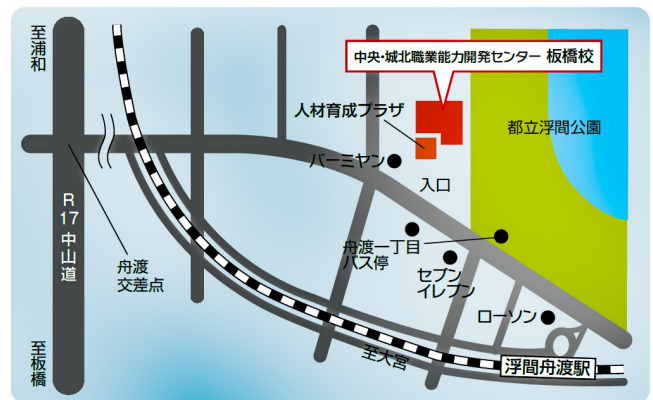 至浦和
中央・城北職業能力開発センター 板橋校
人材育成プラザ
都立浮間公園
バーミヤン
入口
R
17
中山道
舟渡
交差点
舟渡一丁目
バス停
セブン
イレブン
ローソン
至大宮
浮間舟渡駅
至板橋